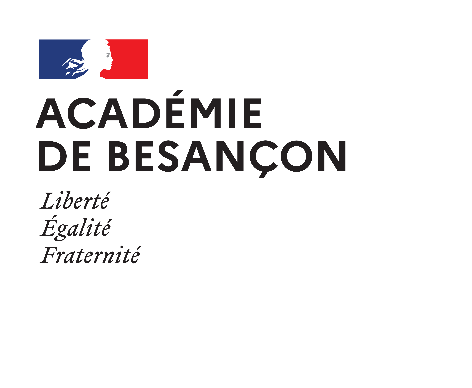 ACADÉMIE
DE BESANÇON
Liberté
Égalité
Fraternité